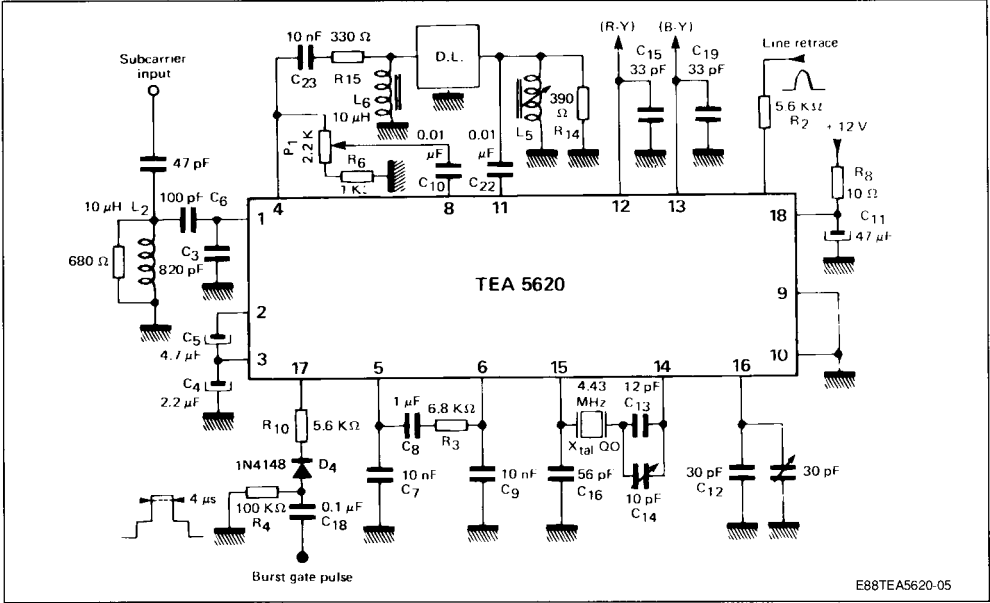 (R-Y) (B-Y)
Subcarrier
input
10 nF 330 Ω
C23 R15
D.L.
L6
10 µH
C15
33 pF
C19
33 pF
Line retrace
5.6 KΩ
R2
+ 12 V
390
Ω
R14
L5
P1
2.2 K
R6
0.01
µF
C10
0.01
µF
C22
R8
10 Ω
C11
47 µF
47 pF
100 pF C6
10 µH L2
C3
820 pF
680 Ω
1 4 8 11 12 13 18
TEA 5620
2 9
C5
4.7 µF
3 10
C4
2.2 µF
17 5 6 15 14 16
R10 5.6 KΩ
1N4148 D4
4 µs
100 KΩ
R4
0.1 µF
C18
Burst gate pulse
1 µF
C8
6.8 KΩ
R3
10 nF
C7
10 nF
C9
4.43
MHz
Xtal QO
12 pF
C13
56 pF
C16
10 pF
C14
30 pF
C12
30 pF
E88TEA5620-05